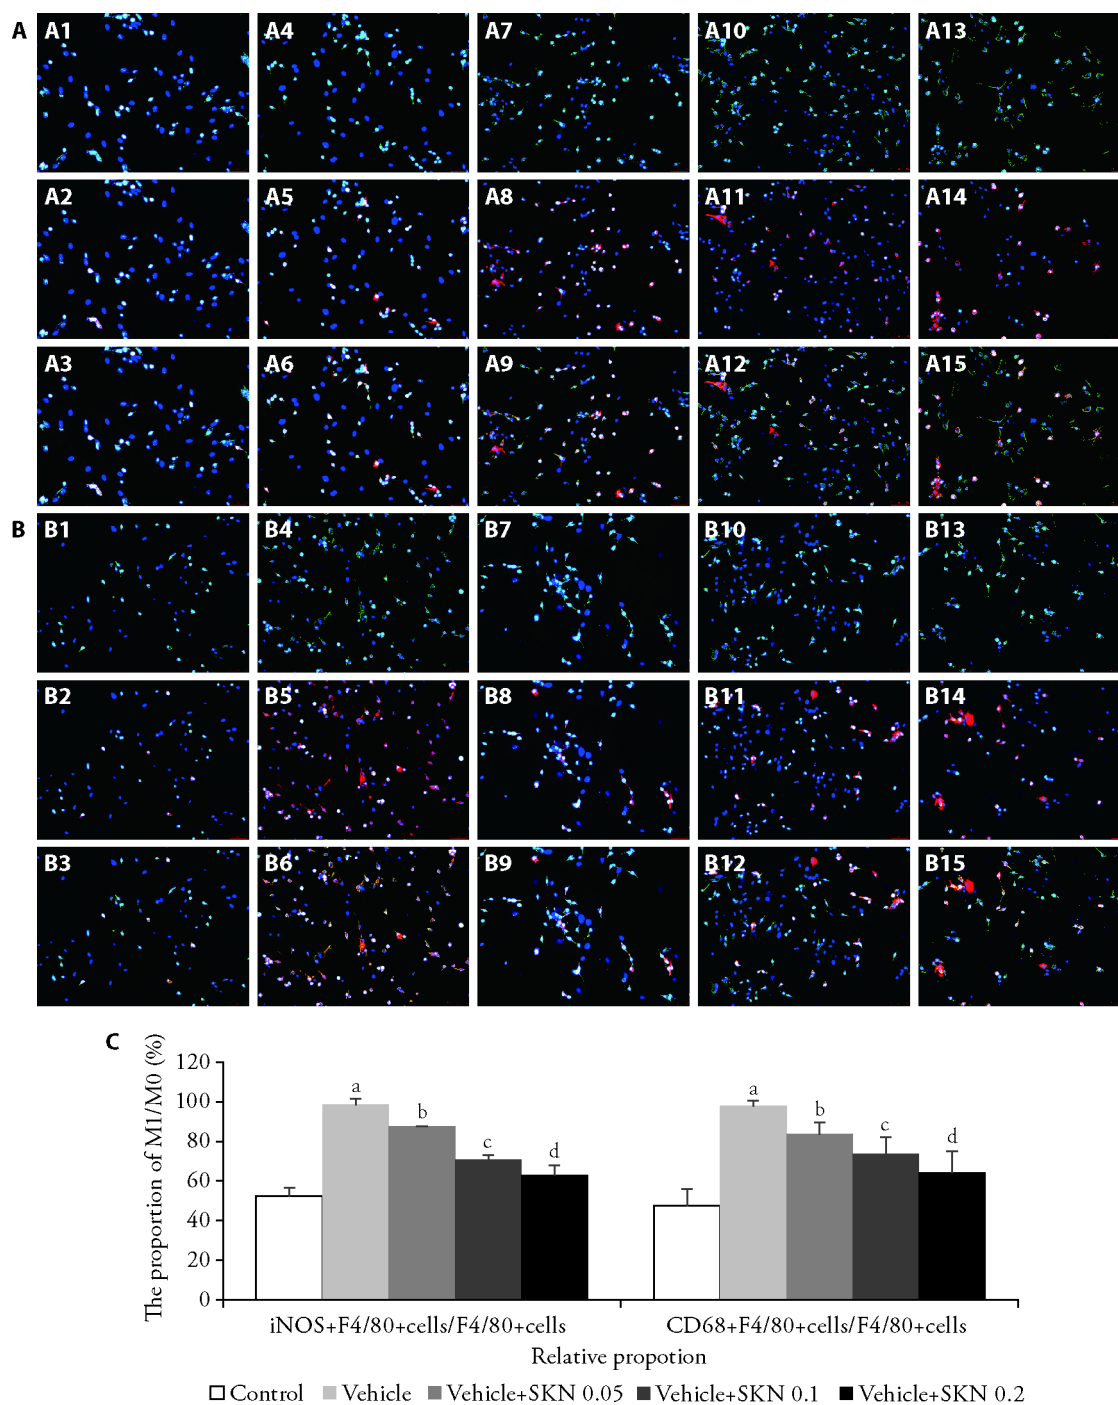 A A1 A4 A7 A10 A13
A2 A5 A8 A11 A14
A3 A6 A9 A12 A15
B B1 B4 B7 B10 B13
B2 B5 B8 B11 B14
B3 B6 B9 B12 B15
C
The proportion of M1/M0 (%)
120
100
80
60
40
20
0
a b c d
a b c d
iNOS+F4/80+cells/F4/80+cells CD68+F4/80+cells/F4/80+cells
Relative propotion
Control Vehicle Vehicle+SKN 0.05 Vehicle+SKN 0.1 Vehicle+SKN 0.2